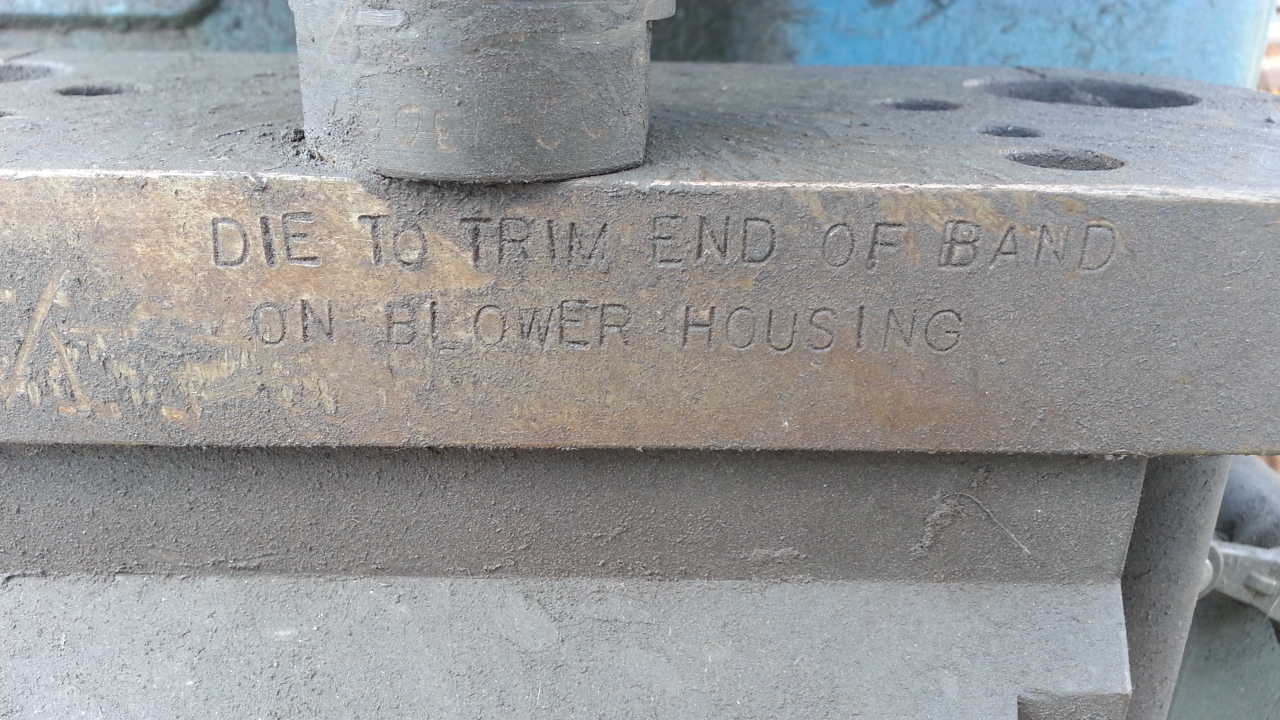 DIE TO TRIM END OF BAND
ON BLOWER HOUSING